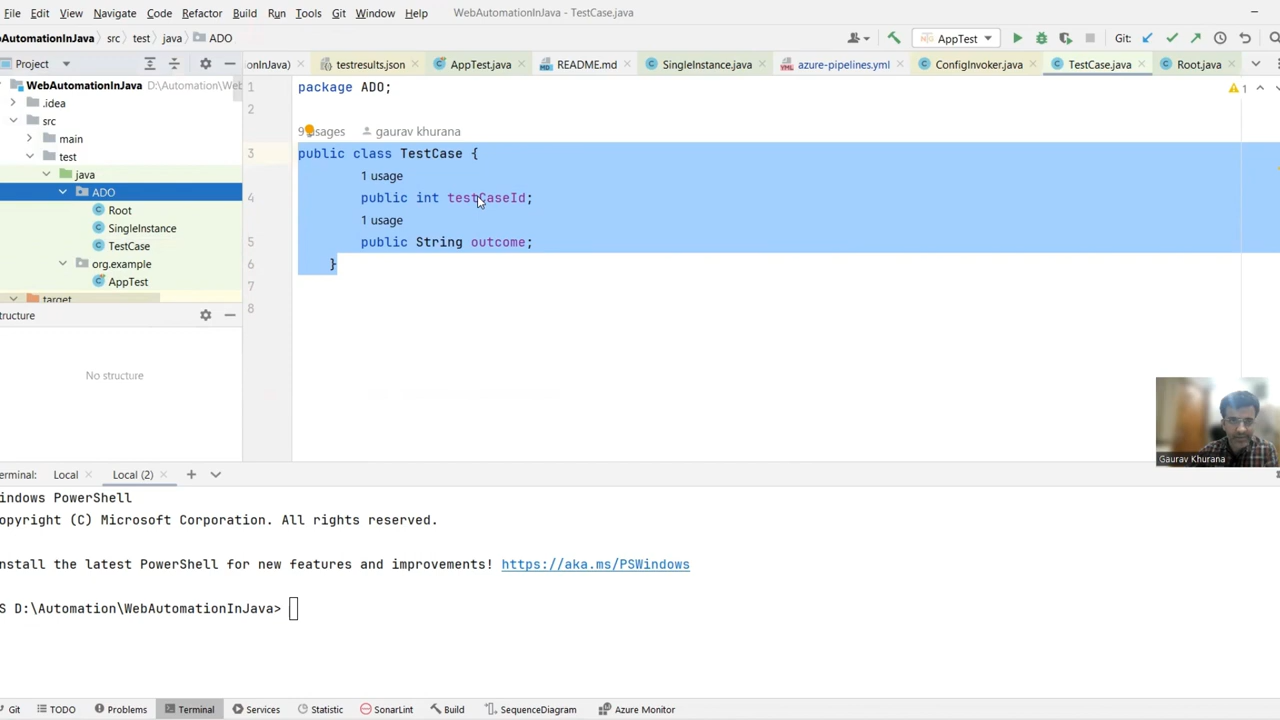 File Edit View Navigate Code Refactor Build Run Tools Git Window Help WebAutomationInJava - TestCase.java
bAutomationInJava src test java ADO AppTest Git:
Project onInJava) testresults.json AppTest.java README.md SingleInstance.java azure-pipelines.yml ConfigInvoker.java TestCase.java Root.java
WebAutomationInJava D:\Automation\We
.idea
src
main
test
java
ADO
Root
SingleInstance
TestCase
org.example
AppTest
target
1 package ADO; 1
2
gaurav khurana
3 public class TestCase {
1 usage
4 public int testCaseId;
1 usage
5 public String outcome;
6 }
7
8
tructure
No structure
Gaurav Khurana
erminal: Local Local (2)
indows PowerShell
opyright (C) Microsoft Corporation. All rights reserved.
nstall the latest PowerShell for new features and improvements! https://aka.ms/PSWindows
S D:\Automation\WebAutomationInJava>
Git TODO Problems Terminal Services Statistic SonarLint Build SequenceDiagram Azure Monitor